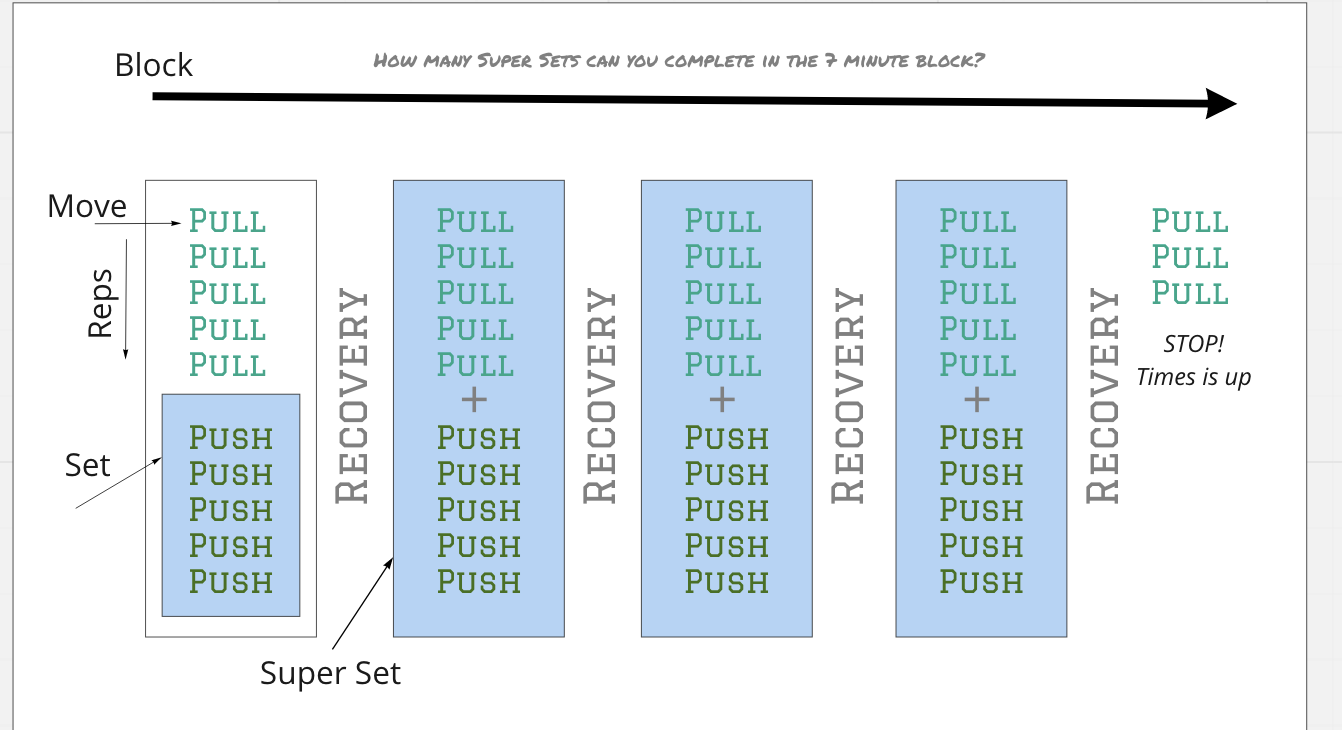 Block
How many Super Sets can you complete in the 7 minute block?
Move
Reps
Set
Pull
Pull
Pull
Pull
Pull
Push
Push
Push
Push
Push
Recovery
Super Set
Pull
Pull
Pull
Pull
Pull
+
Push
Push
Push
Push
Push
Recovery
Pull
Pull
Pull
Pull
Pull
+
Push
Push
Push
Push
Push
Recovery
Pull
Pull
Pull
Pull
Pull
+
Push
Push
Push
Push
Push
Recovery
Pull
Pull
Pull
STOP!
Times is up